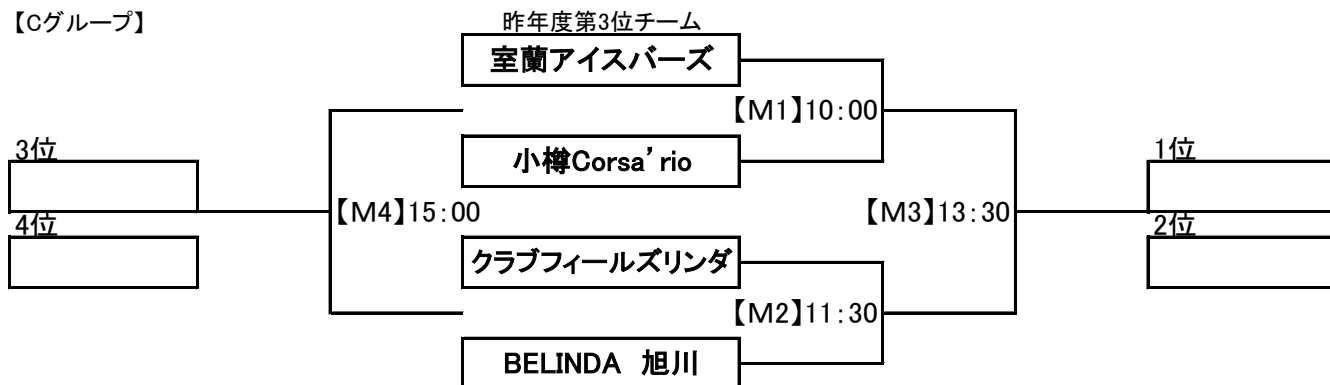 【Cグループ】
昨年度第3位チーム
室蘭アイスバーズ
【M1】10:00
小樽Corsa'rio
3位
1位
【M4】15:00
【M3】13:30
4位
2位
クラブフィールズリンダ
【M2】11:30
BELINDA　旭川